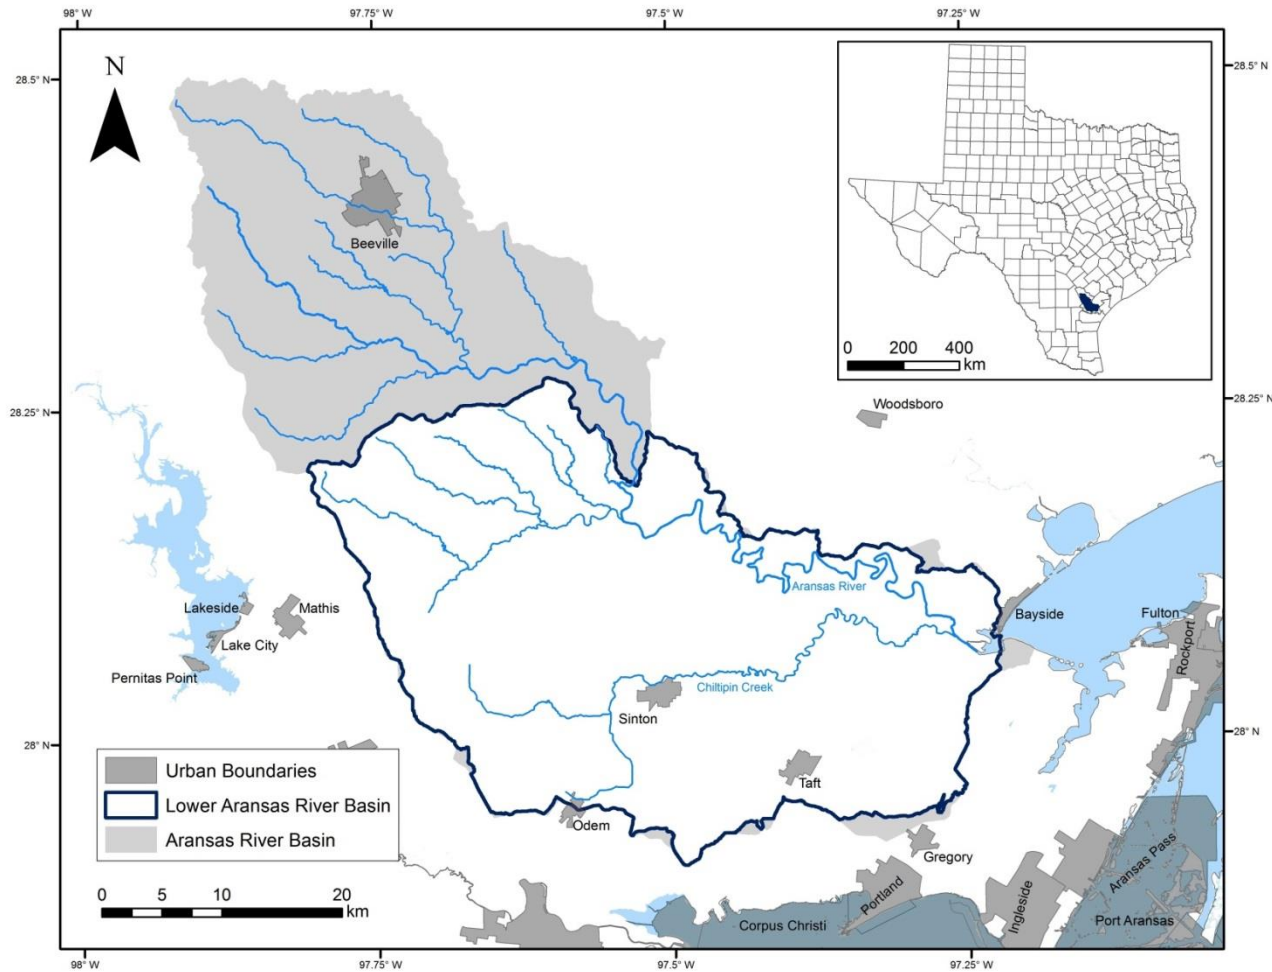 98° W
97.75° W
97.5° W
97.25° W
28.5° N
28.5° N
N
Beeville
0 200 400
km
Woodsboro
28.25° N
28.25° N
Aransas River
Lakeside
Mathis
Bayside
Fulton
Lake City
Rockport
Pernitas Point
Chiltipin Creek
Sinton
28° N
28° N
Urban Boundaries
Lower Aransas River Basin
Aransas River Basin
Taft
Odem
Gregory
0 5 10 20
km
Portland
Ingleside
Aransas Pass
Port Aransas
Corpus Christi
98° W
97.75° W
97.5° W
97.25° W